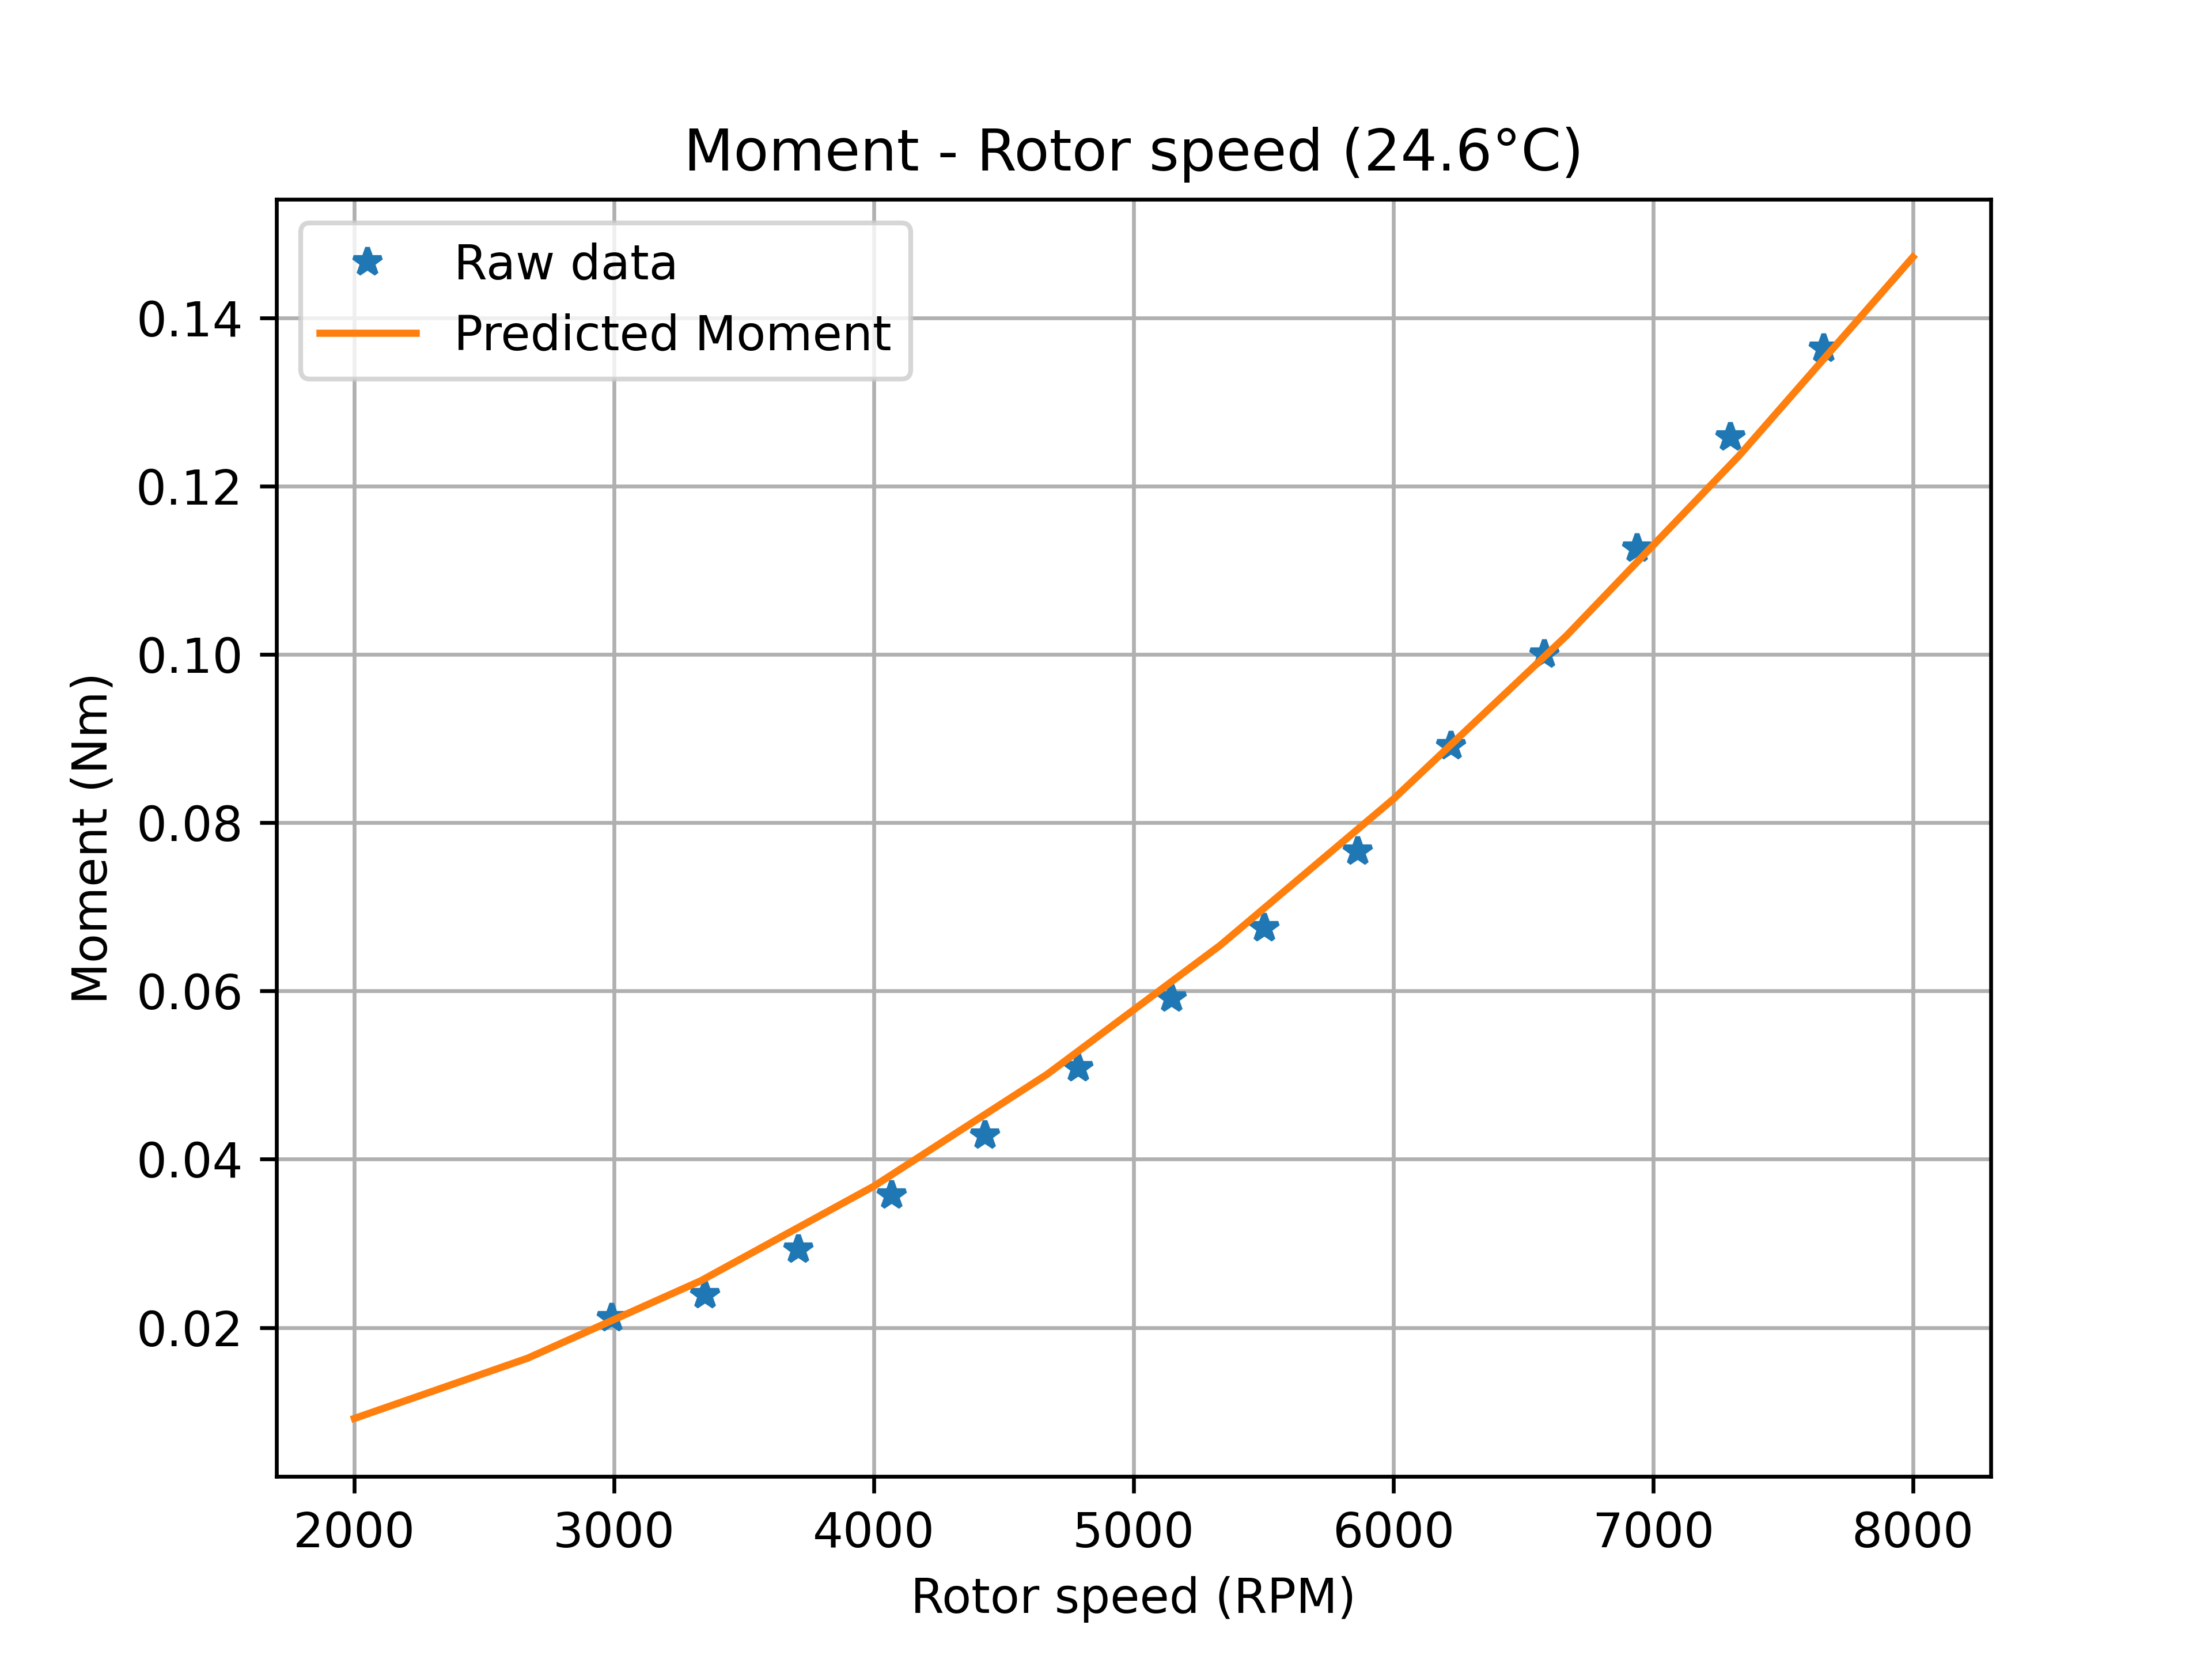 Moment - Rotor speed (24.6°C)
Raw data
Predicted Moment
0.14
0.12
0.10
0.08
0.06
0.04
0.02
Moment (Nm)
2000 3000 4000 5000 6000 7000 8000
Rotor speed (RPM)